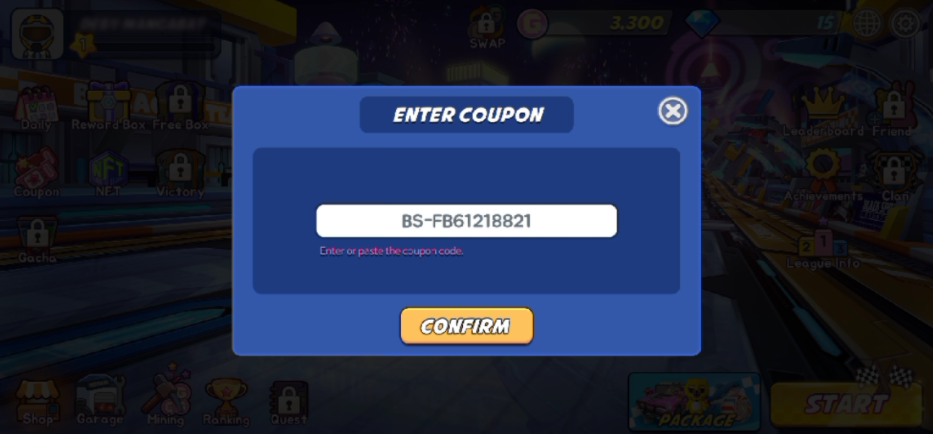 SWAP
G
3.300
15
ENTER COUPON
BS-FB61218821
Enter or paste the coupon code.
CONFIRM
Daily
Reward Box
Free Box
Leaderboard
Friend
Coupon
NFT
Victory
Achievements
Clan
Gacha
2 1 3
League Info
Shop
Garage
Mining
Ranking
Quest
PACKAGE
START